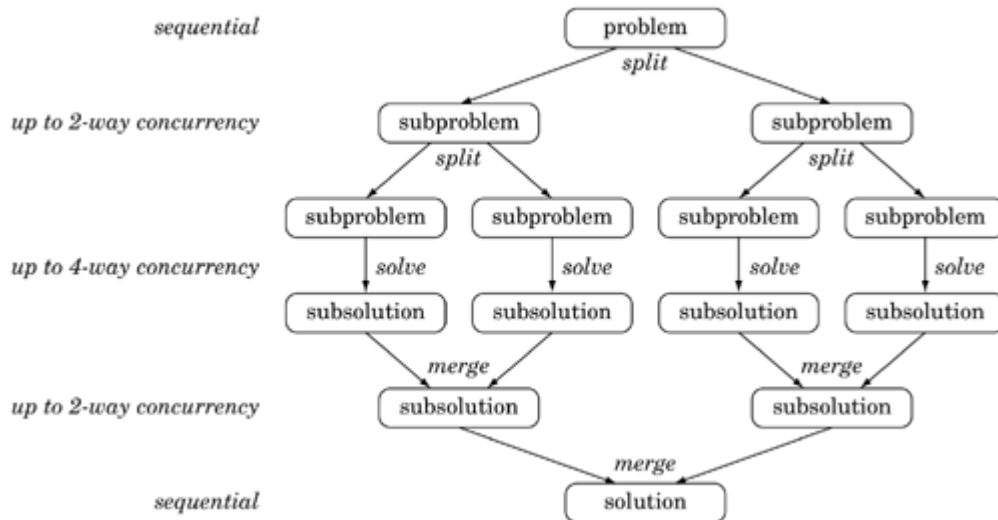 sequential problem
split
up to 2-way concurrency subproblem subproblem
split split
subproblem subproblem subproblem subproblem
up to 4-way concurrency solve solve solve solve
subsolution subsolution subsolution subsolution
merge merge
up to 2-way concurrency subsolution subsolution
merge
sequential solution